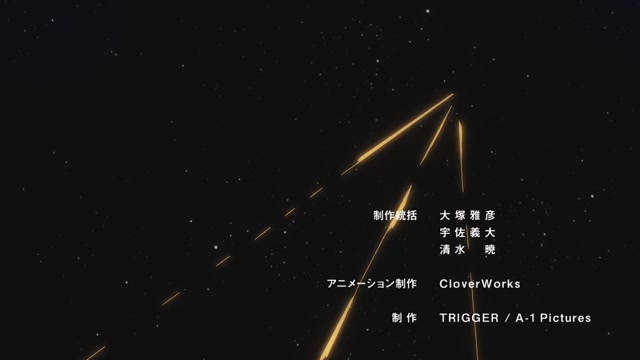 制作統括 大塚雅彦
宇佐義大
清水 暁
アニメーション制作 CloverWorks
制作 TRIGGER / A-1 Pictures